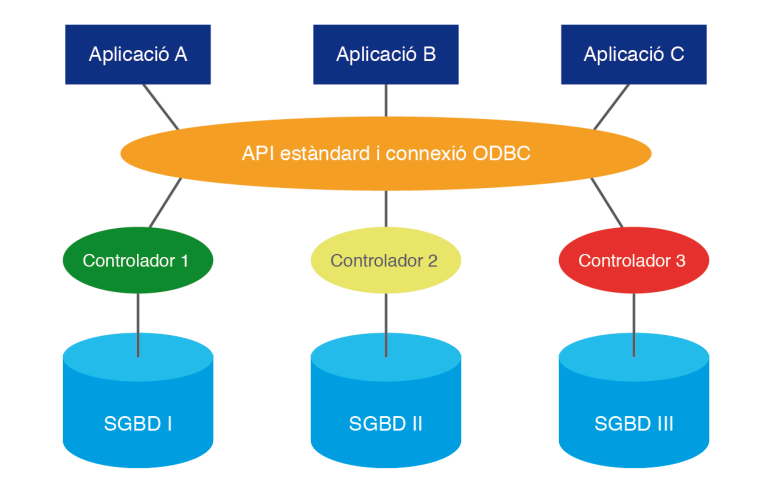 Aplicació A
Aplicació B
Aplicació C
API estàndard i connexió ODBC
Controlador 1
Controlador 2
Controlador 3
SGBD I
SGBD II
SGBD III